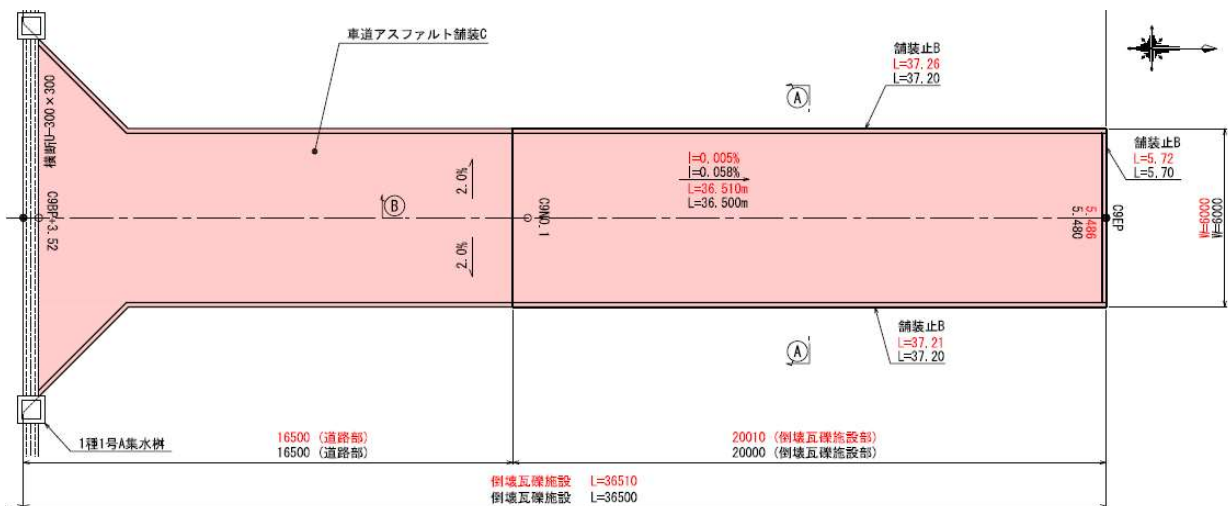 車道アスファルト舗装C
舗装止B
L=37.26
L=37.20
A
舗装止B
L=5.72
L=5.70
横断U-300×300
C9BP+3.52
B
2.0%
2.0%
C9NO.1
I=0.005%
I=0.058%
L=36.510m
L=36.500m
5.486
5.480
C9EP
W=6000
W=6000
舗装止B
L=37.21
L=37.20
A
1種1号A集水桝
16500 (道路部)
16500 (道路部)
20010 (倒壊瓦礫施設部)
20000 (倒壊瓦礫施設部)
倒壊瓦礫施設 L=36510
倒壊瓦礫施設 L=36500